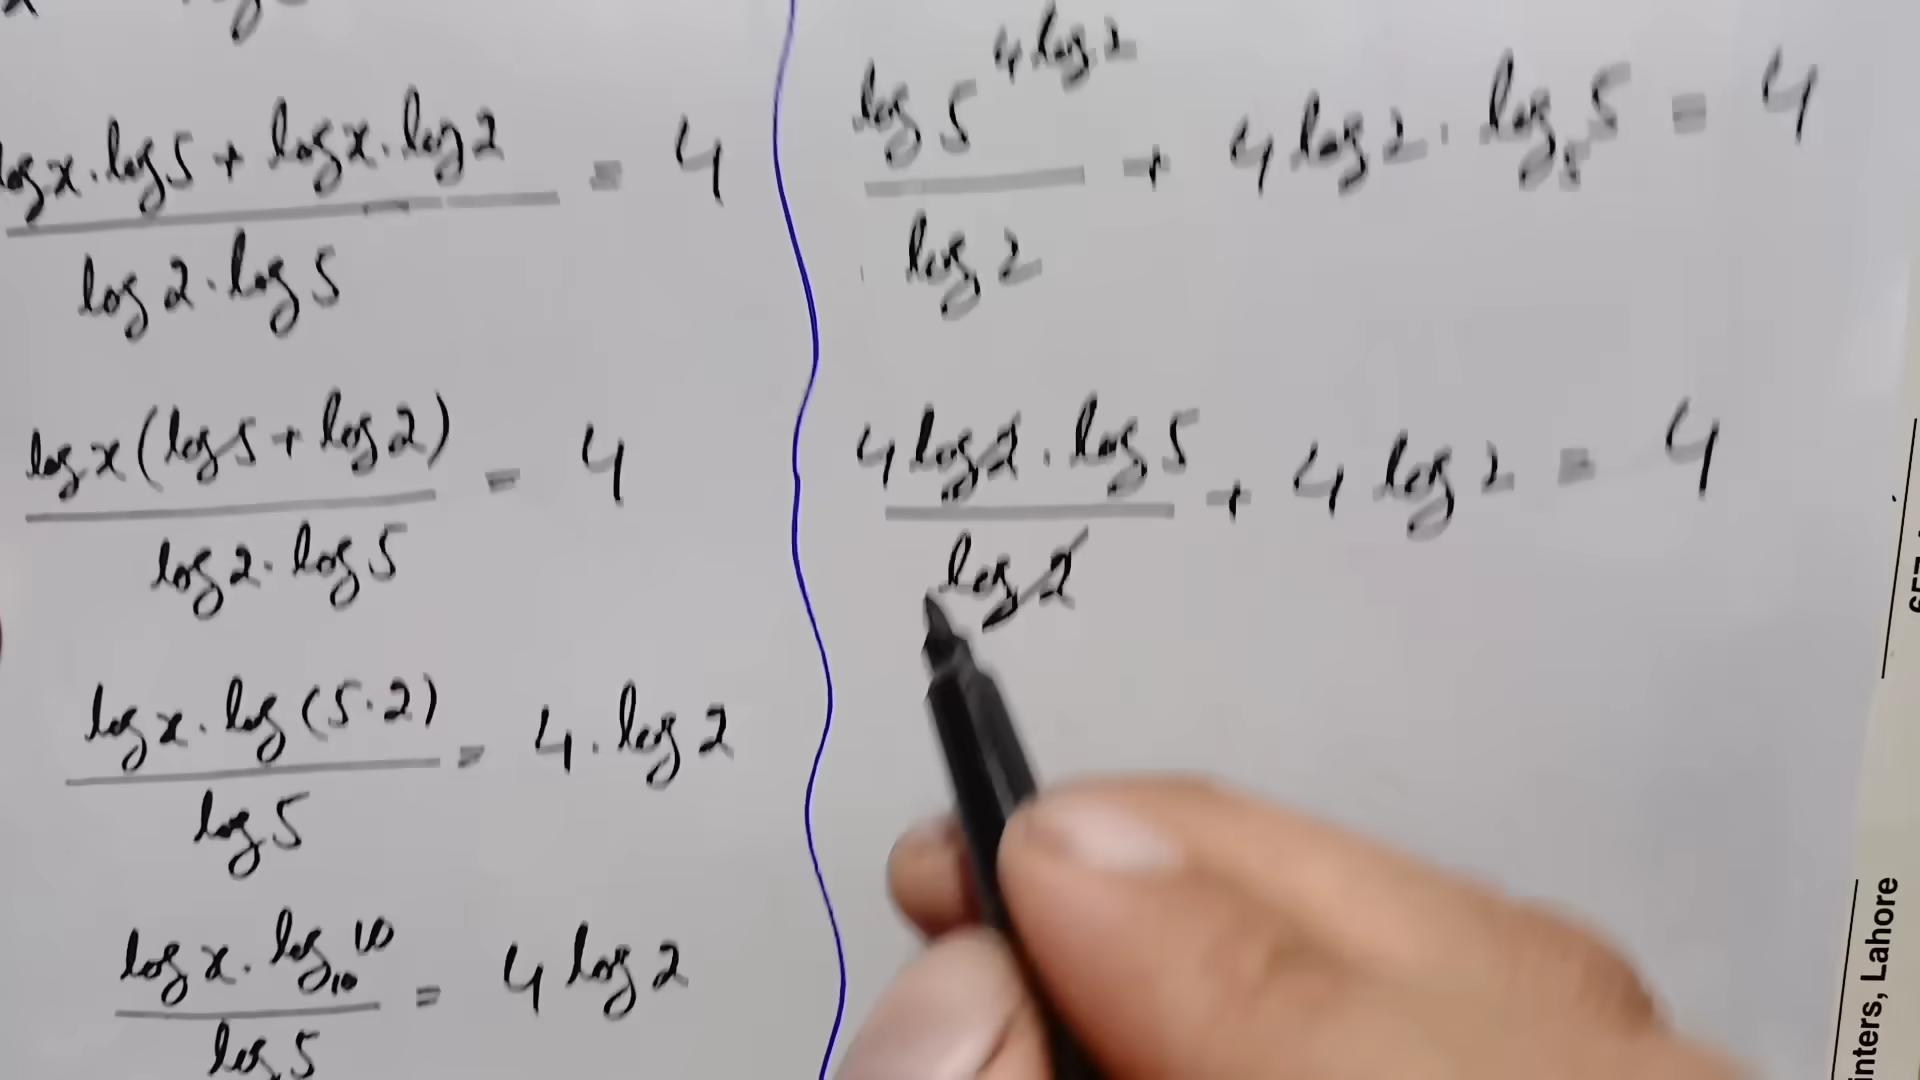 log x · log 5 + log x · log 2 = 4
log 2 · log 5
log x (log 5 + log 2) = 4
log 2 · log 5
log x · log (5 · 2) = 4 · log 2
log 5
log x · log₁₀ 10 = 4 log 2
log 5
log 5^(4 log 2) + 4 log 2 · log₅ 5 = 4
log 2
4 log 2 · log 5 + 4 log 2 = 4
log 2
inters, Lahore